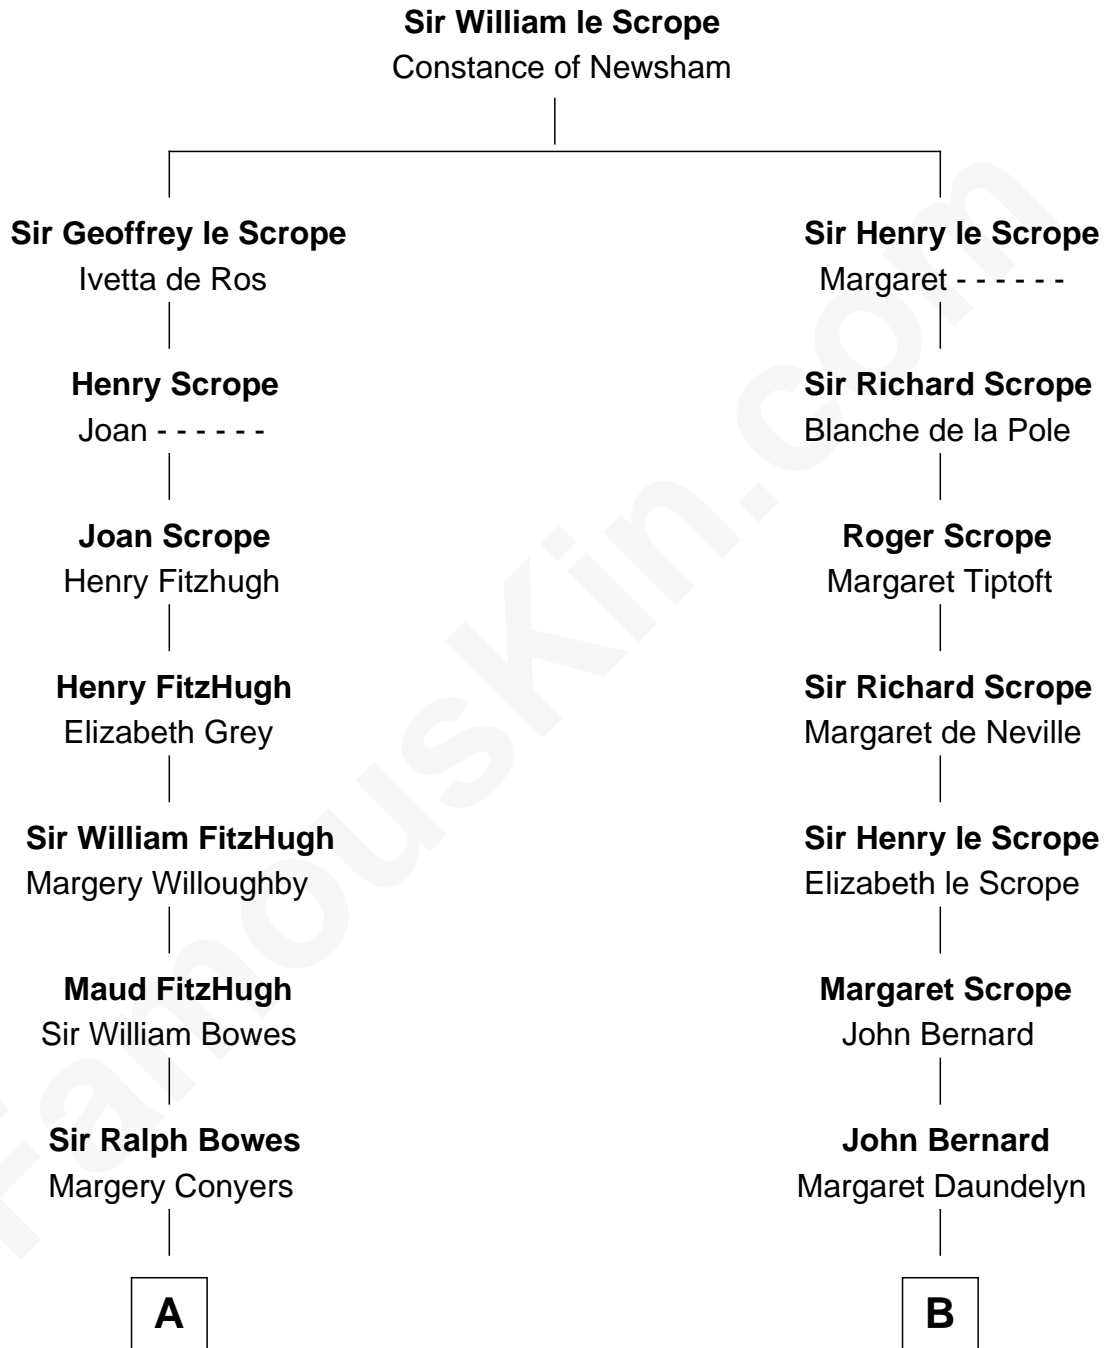 Sir William le Scrope
Constance of Newsham
Sir Geoffrey le Scrope
Ivetta de Ros
Sir Henry le Scrope
Margaret - - - - - -
Henry Scrope
Joan - - - - - -
Sir Richard Scrope
Blanche de la Pole
Joan Scrope
Henry Fitzhugh
Roger Scrope
Margaret Tiptoft
Henry FitzHugh
Elizabeth Grey
Sir Richard Scrope
Margaret de Neville
Sir William FitzHugh
Margery Willoughby
Sir Henry le Scrope
Elizabeth le Scrope
Maud FitzHugh
Sir William Bowes
Margaret Scrope
John Bernard
Sir Ralph Bowes
Margery Conyers
John Bernard
Margaret Daundelyn
A
B
FamousKin.com